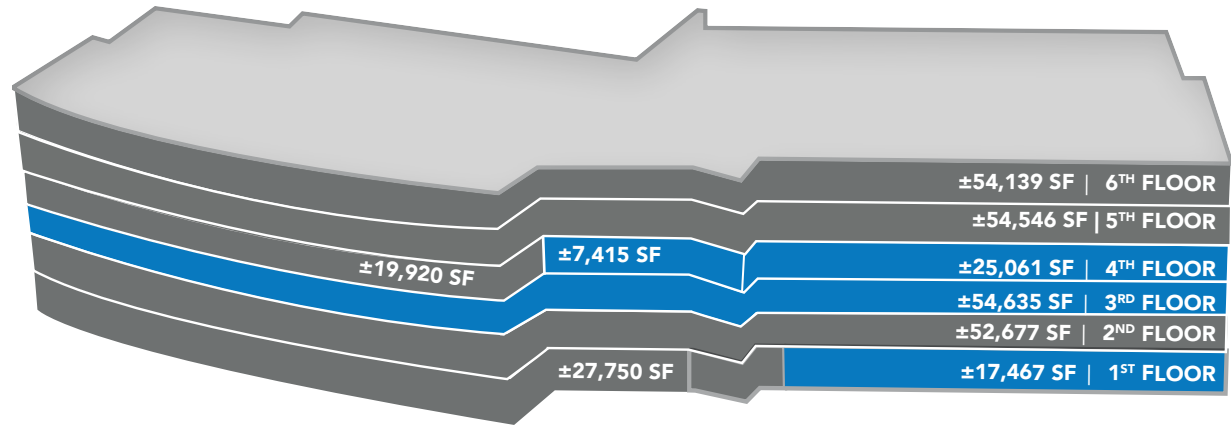 ±54,139 SF | 6TH FLOOR
±54,546 SF | 5TH FLOOR
±19,920 SF
±7,415 SF
±25,061 SF | 4TH FLOOR
±54,635 SF | 3RD FLOOR
±52,677 SF | 2ND FLOOR
±27,750 SF
±17,467 SF | 1ST FLOOR